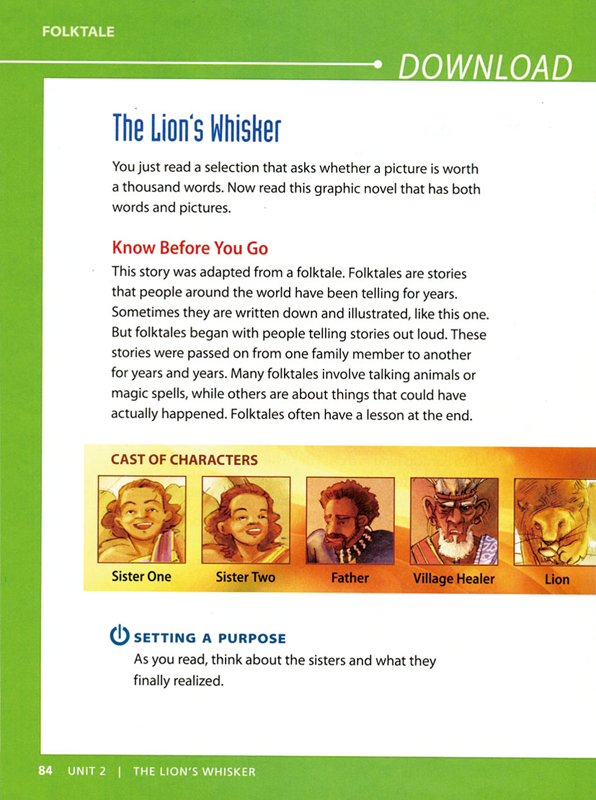 FOLKTALE
DOWNLOAD
The Lion's Whisker
You just read a selection that asks whether a picture is worth
a thousand words. Now read this graphic novel that has both
words and pictures.
Know Before You Go
This story was adapted from a folktale. Folktales are stories
that people around the world have been telling for years.
Sometimes they are written down and illustrated, like this one.
But folktales began with people telling stories out loud. These
stories were passed on from one family member to another
for years and years. Many folktales involve talking animals or
magic spells, while others are about things that could have
actually happened. Folktales often have a lesson at the end.
CAST OF CHARACTERS
Sister One
Sister Two
Father
Village Healer
Lion
SETTING A PURPOSE
As you read, think about the sisters and what they
finally realized.
84 UNIT 2 | THE LION'S WHISKER